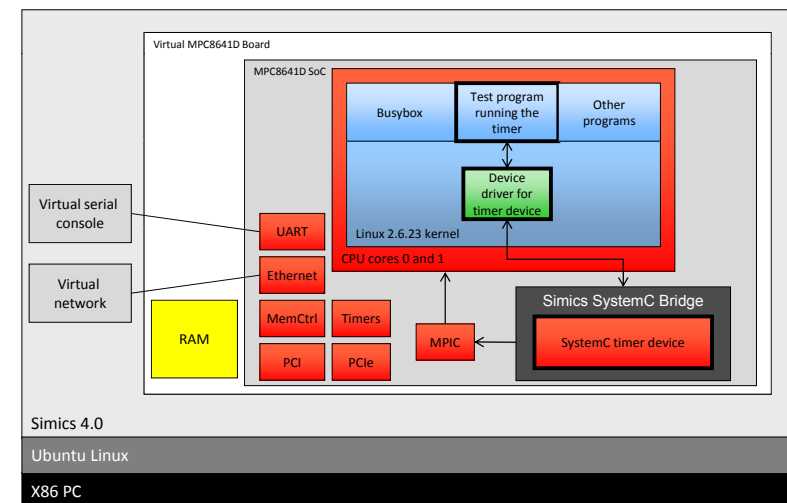 Virtual MPC8641D Board
MPC8641D SoC
Busybox
Test program
running the
timer
Other
programs
Device
driver for
timer device
Linux 2.6.23 kernel
CPU cores 0 and 1
Virtual serial
console
UART
Virtual
network
Ethernet
RAM
MemCtrl
Timers
PCI
PCIe
MPIC
Simics SystemC Bridge
SystemC timer device
Simics 4.0
Ubuntu Linux
X86 PC